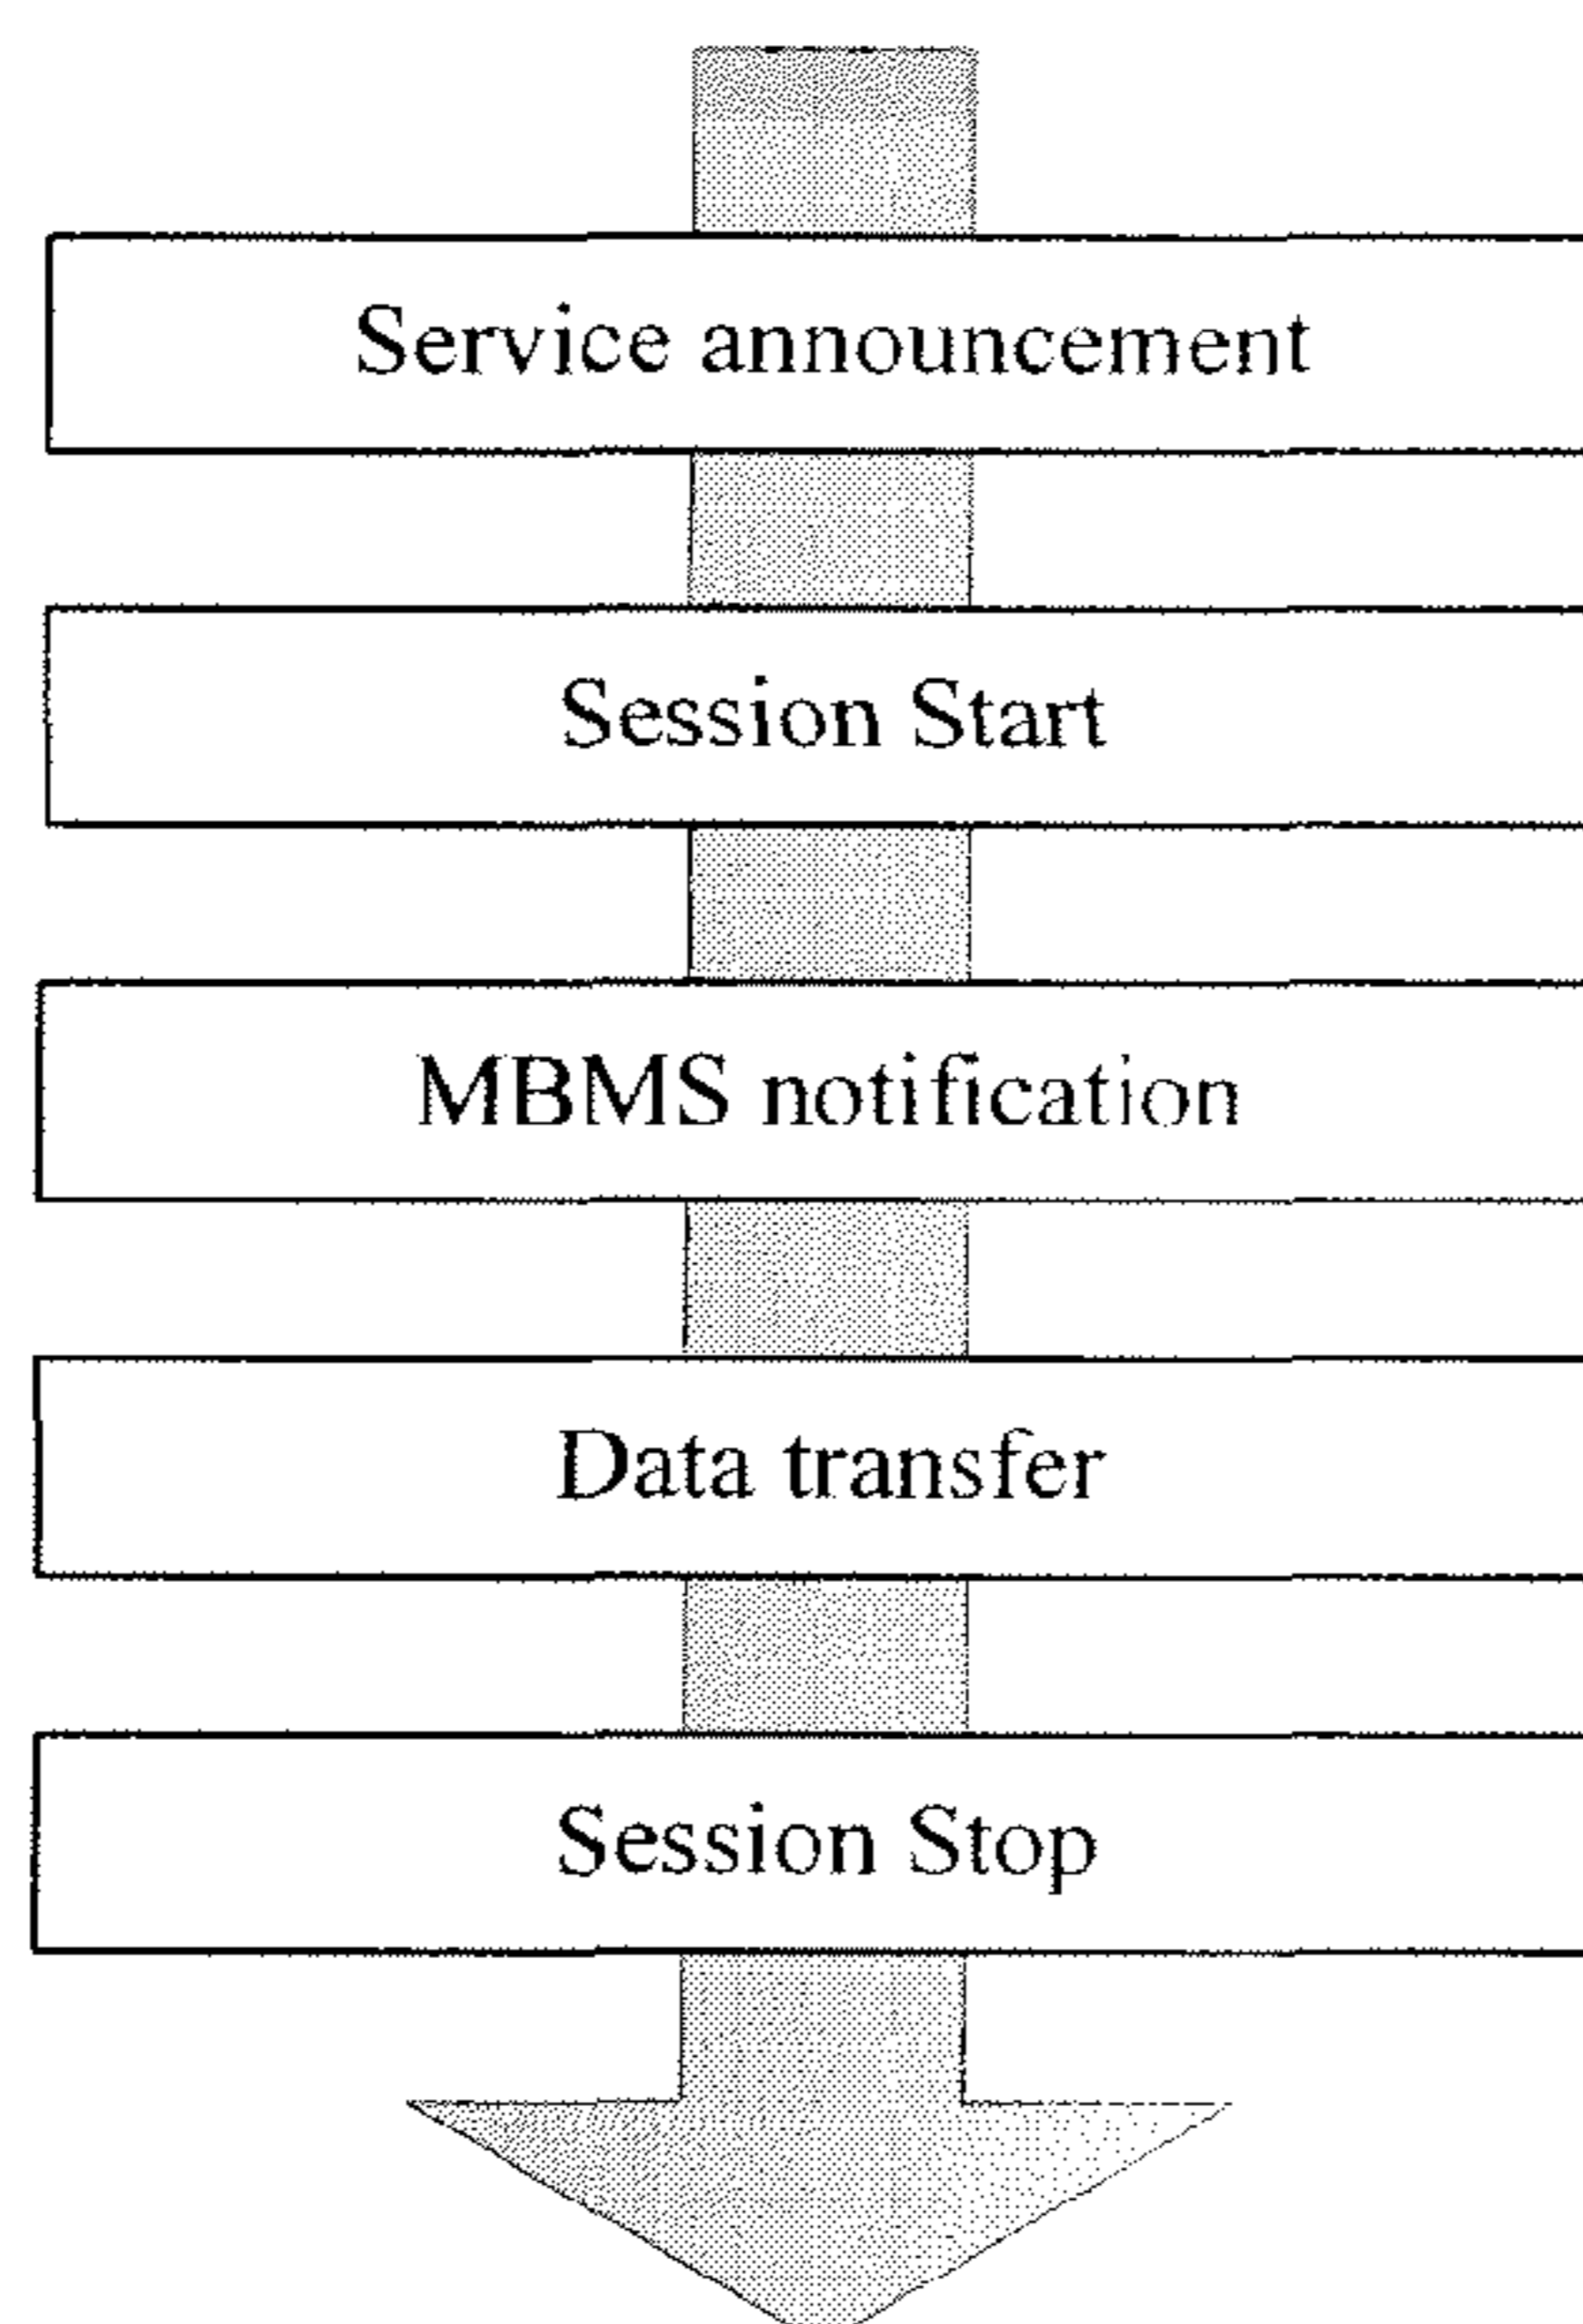 Service announcement
Session Start
MBMS notification
Data transfer
Session Stop